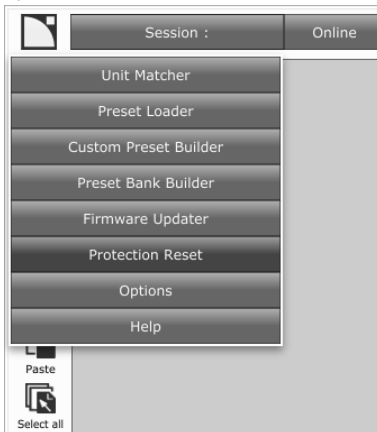 Session :
Online
Unit Matcher
Preset Loader
Custom Preset Builder
Preset Bank Builder
Firmware Updater
Protection Reset
Options
Help
Paste
Select all